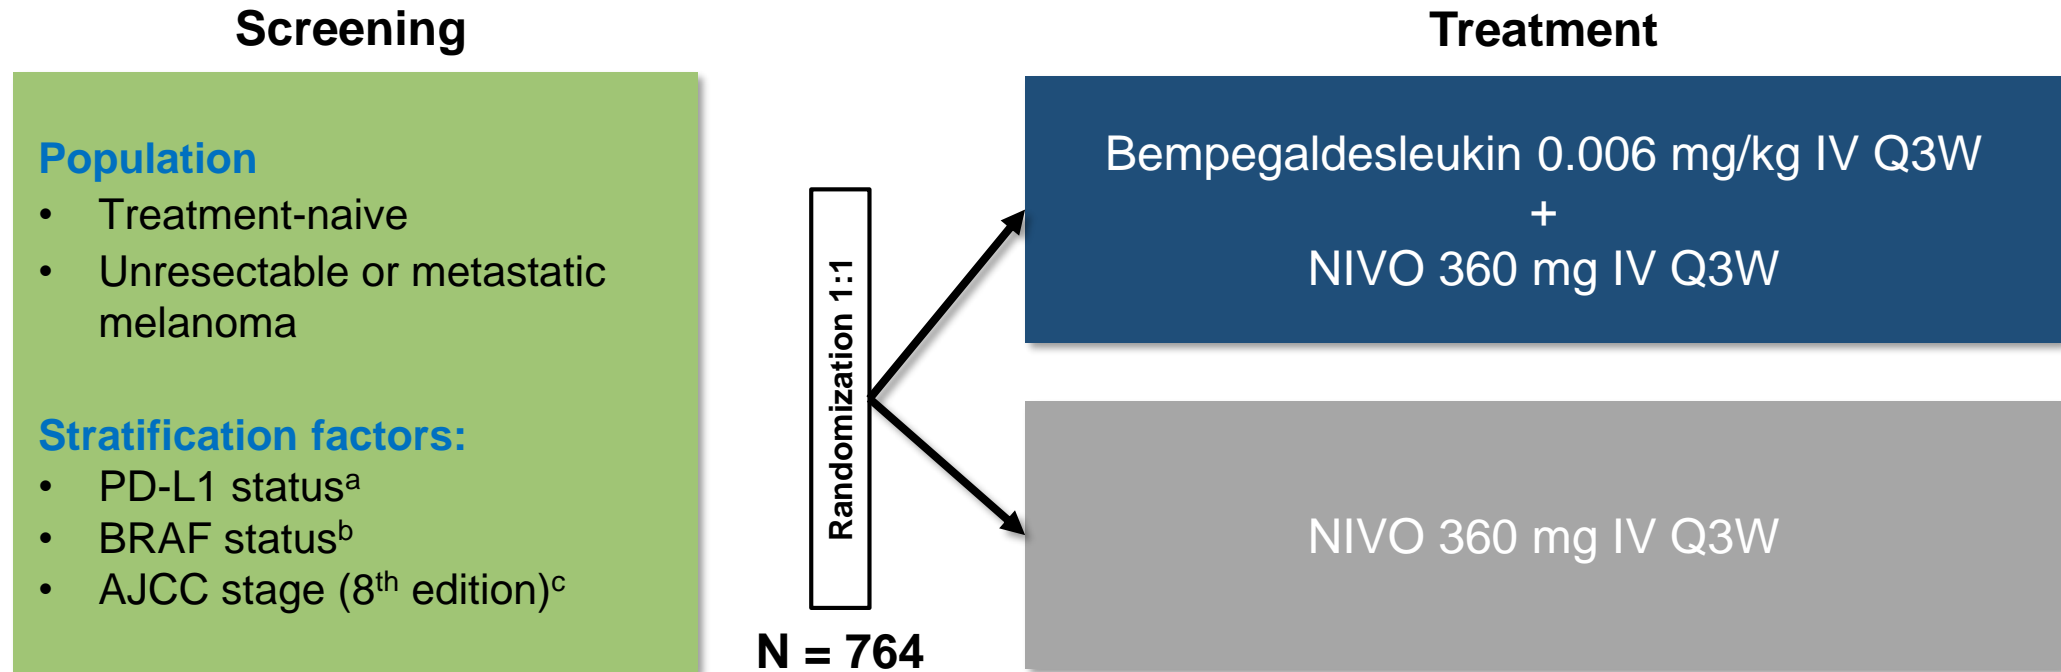 Screening
Population
• Treatment-naive
• Unresectable or metastatic
melanoma
Stratification factors:
• PD-L1 statusᵃ
• BRAF statusᵇ
• AJCC stage (8ᵗʰ edition)ᶜ
Randomization 1:1
N = 764
Treatment
Bempegaldesleukin 0.006 mg/kg IV Q3W
+
NIVO 360 mg IV Q3W
NIVO 360 mg IV Q3W